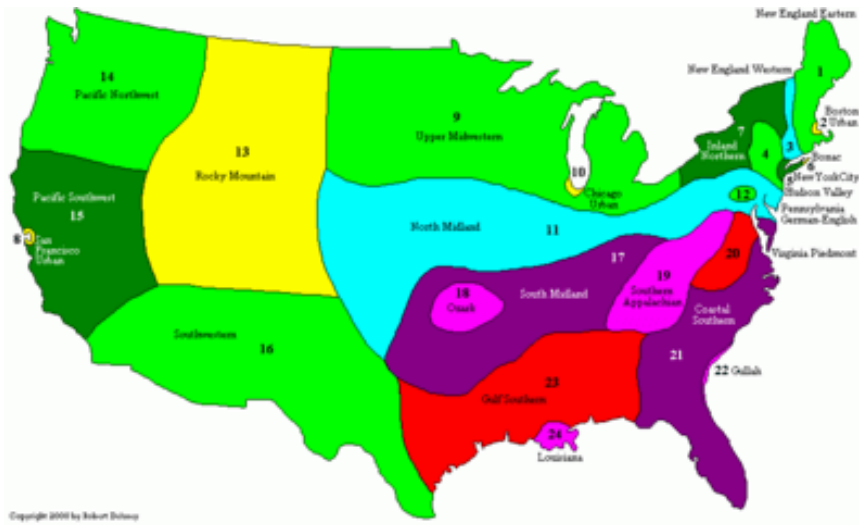 New England Eastern
14
Pacific Northwest
New England Western
1
9
Upper Midwestern
Boston
2 Urban
7
Inland
Northern
3
4
13
Rocky Mountain
10
Chicago
Urban
6
Bonac
5
New York City
Hudson Valley
12
Pennsylvania
German-English
Pacific Southwest
15
8
San
Francisco
Urban
North Midland
11
17
Virginia Piedmont
20
19
Southern
Appalachian
18
Ozark
South Midland
Coastal
Southern
Southwestern
16
21
22 Gullah
23
Gulf Southern
24
Louisiana
Copyright 2000 by Robert Delaney